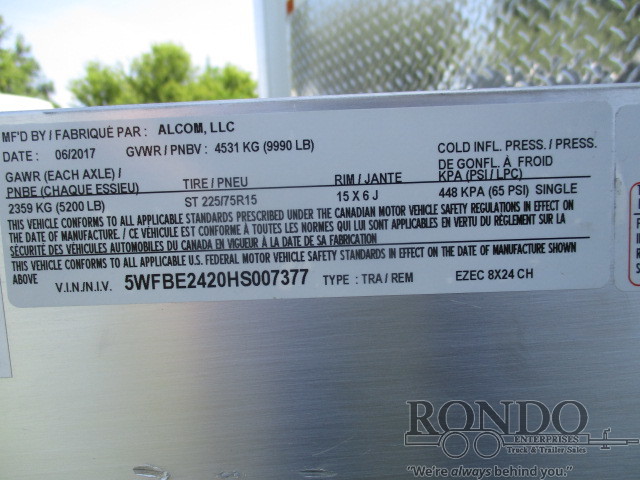 MF'D BY / FABRIQUÉ PAR : ALCOM, LLC
DATE : 06/2017 GVWR / PNBV : 4531 KG (9990 LB)
GAWR (EACH AXLE) / PNBE (CHAQUE ESSIEU) TIRE / PNEU RIM / JANTE COLD INFL. PRESS. / PRESS. DE GONFL. À FROID KPA (PSI / LPC)
2359 KG (5200 LB) ST 225/75R15 15 X 6 J 448 KPA (65 PSI) SINGLE
THIS VEHICLE CONFORMS TO ALL APPLICABLE STANDARDS PRESCRIBED UNDER THE CANADIAN MOTOR VEHICLE SAFETY REGULATIONS IN EFFECT ON
THE DATE OF MANUFACTURE. / CE VÉHICULE EST CONFORME À TOUTES LES NORMES QUI LUI SONT APPLICABLES EN VERTU DU RÈGLEMENT SUR LA
SÉCURITÉ DES VÉHICULES AUTOMOBILES DU CANADA EN VIGUEUR À LA DATE DE SA FABRICATION
THIS VEHICLE CONFORMS TO ALL APPLICABLE U.S. FEDERAL MOTOR VEHICLE SAFETY STANDARDS IN EFFECT ON THE DATE OF MANUFACTURE SHOWN
ABOVE
V.I.N./N.I.V. 5WFBE2420HS007377 TYPE : TRA / REM EZEC 8X24 CH
RONDO
ENTERPRISES
Truck & Trailer Sales
"We're always behind you."